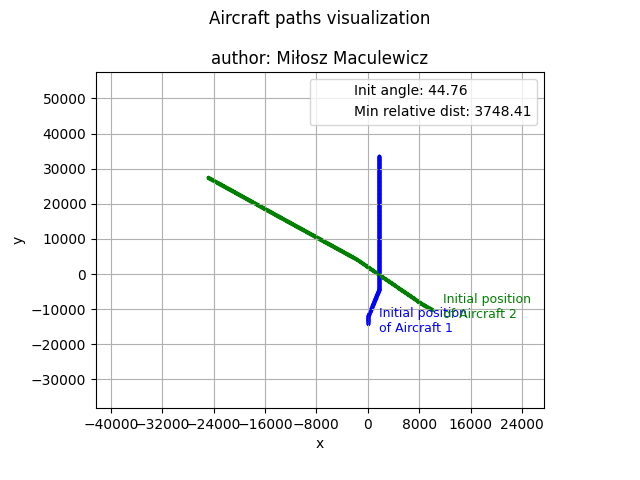 Aircraft paths visualization
author: Miłosz Maculewicz
Init angle: 44.76
Min relative dist: 3748.41
50000
40000
30000
20000
10000
0
−10000
−20000
−30000
y
Initial position
of Aircraft 2
Initial position
of Aircraft 1
−40000 −32000 −24000 −16000 −8000 0 8000 16000 24000
x